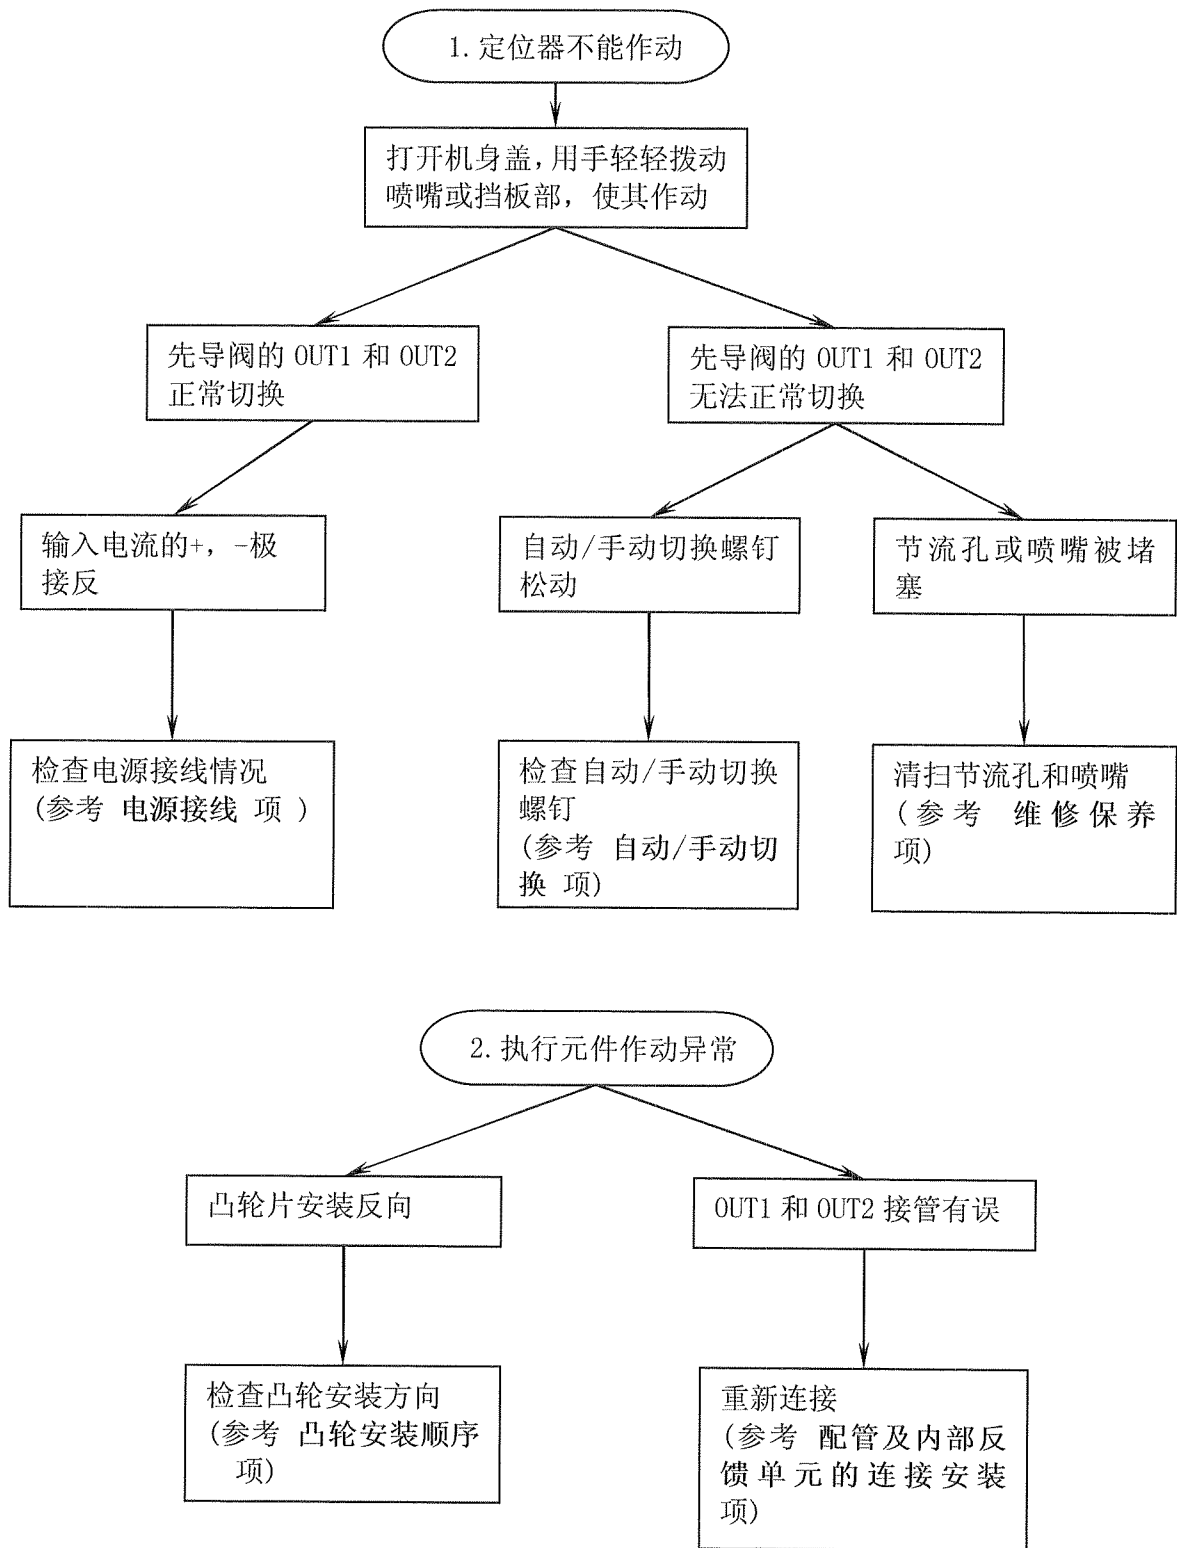 1.定位器不能作动
打开机身盖,用手轻轻拨动
喷嘴或挡板部，使其作动
先导阀的 OUT1 和 OUT2
正常切换
先导阀的 OUT1 和 OUT2
无法正常切换
输入电流的+，-极
接反
自动/手动切换螺钉
松动
节流孔或喷嘴被堵
塞
检查电源接线情况
(参考 电源接线 项 )
检查自动/手动切换
螺钉
(参考 自动/手动切
换 项)
清扫节流孔和喷嘴
(参考 维修保养
项)
2.执行元件作动异常
凸轮片安装反向
OUT1 和 OUT2 接管有误
检查凸轮安装方向
(参考 凸轮安装顺序
项)
重新连接
(参考 配管及内部反
馈单元的连接安装
项)